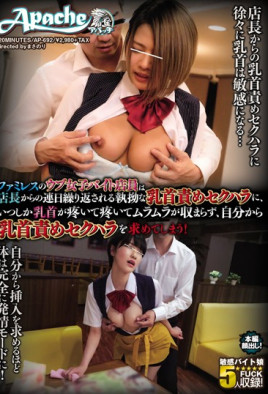 Apache
店長からの乳首責めセクハラに
徐々に乳首は敏感になる…
ファミレスのウブ女子バイト店員は
店長からの連日繰り返される執拗な乳首責めセクハラに、
いつしか乳首が疼いて疼いてムラムラが収まらず、自分から
乳首責めセクハラを求めてしまう!
自分から挿入を求めるほど
体は完全に発情モードに!
本編
顔出し!
敏感バイト娘
5人
FUCK
収録!